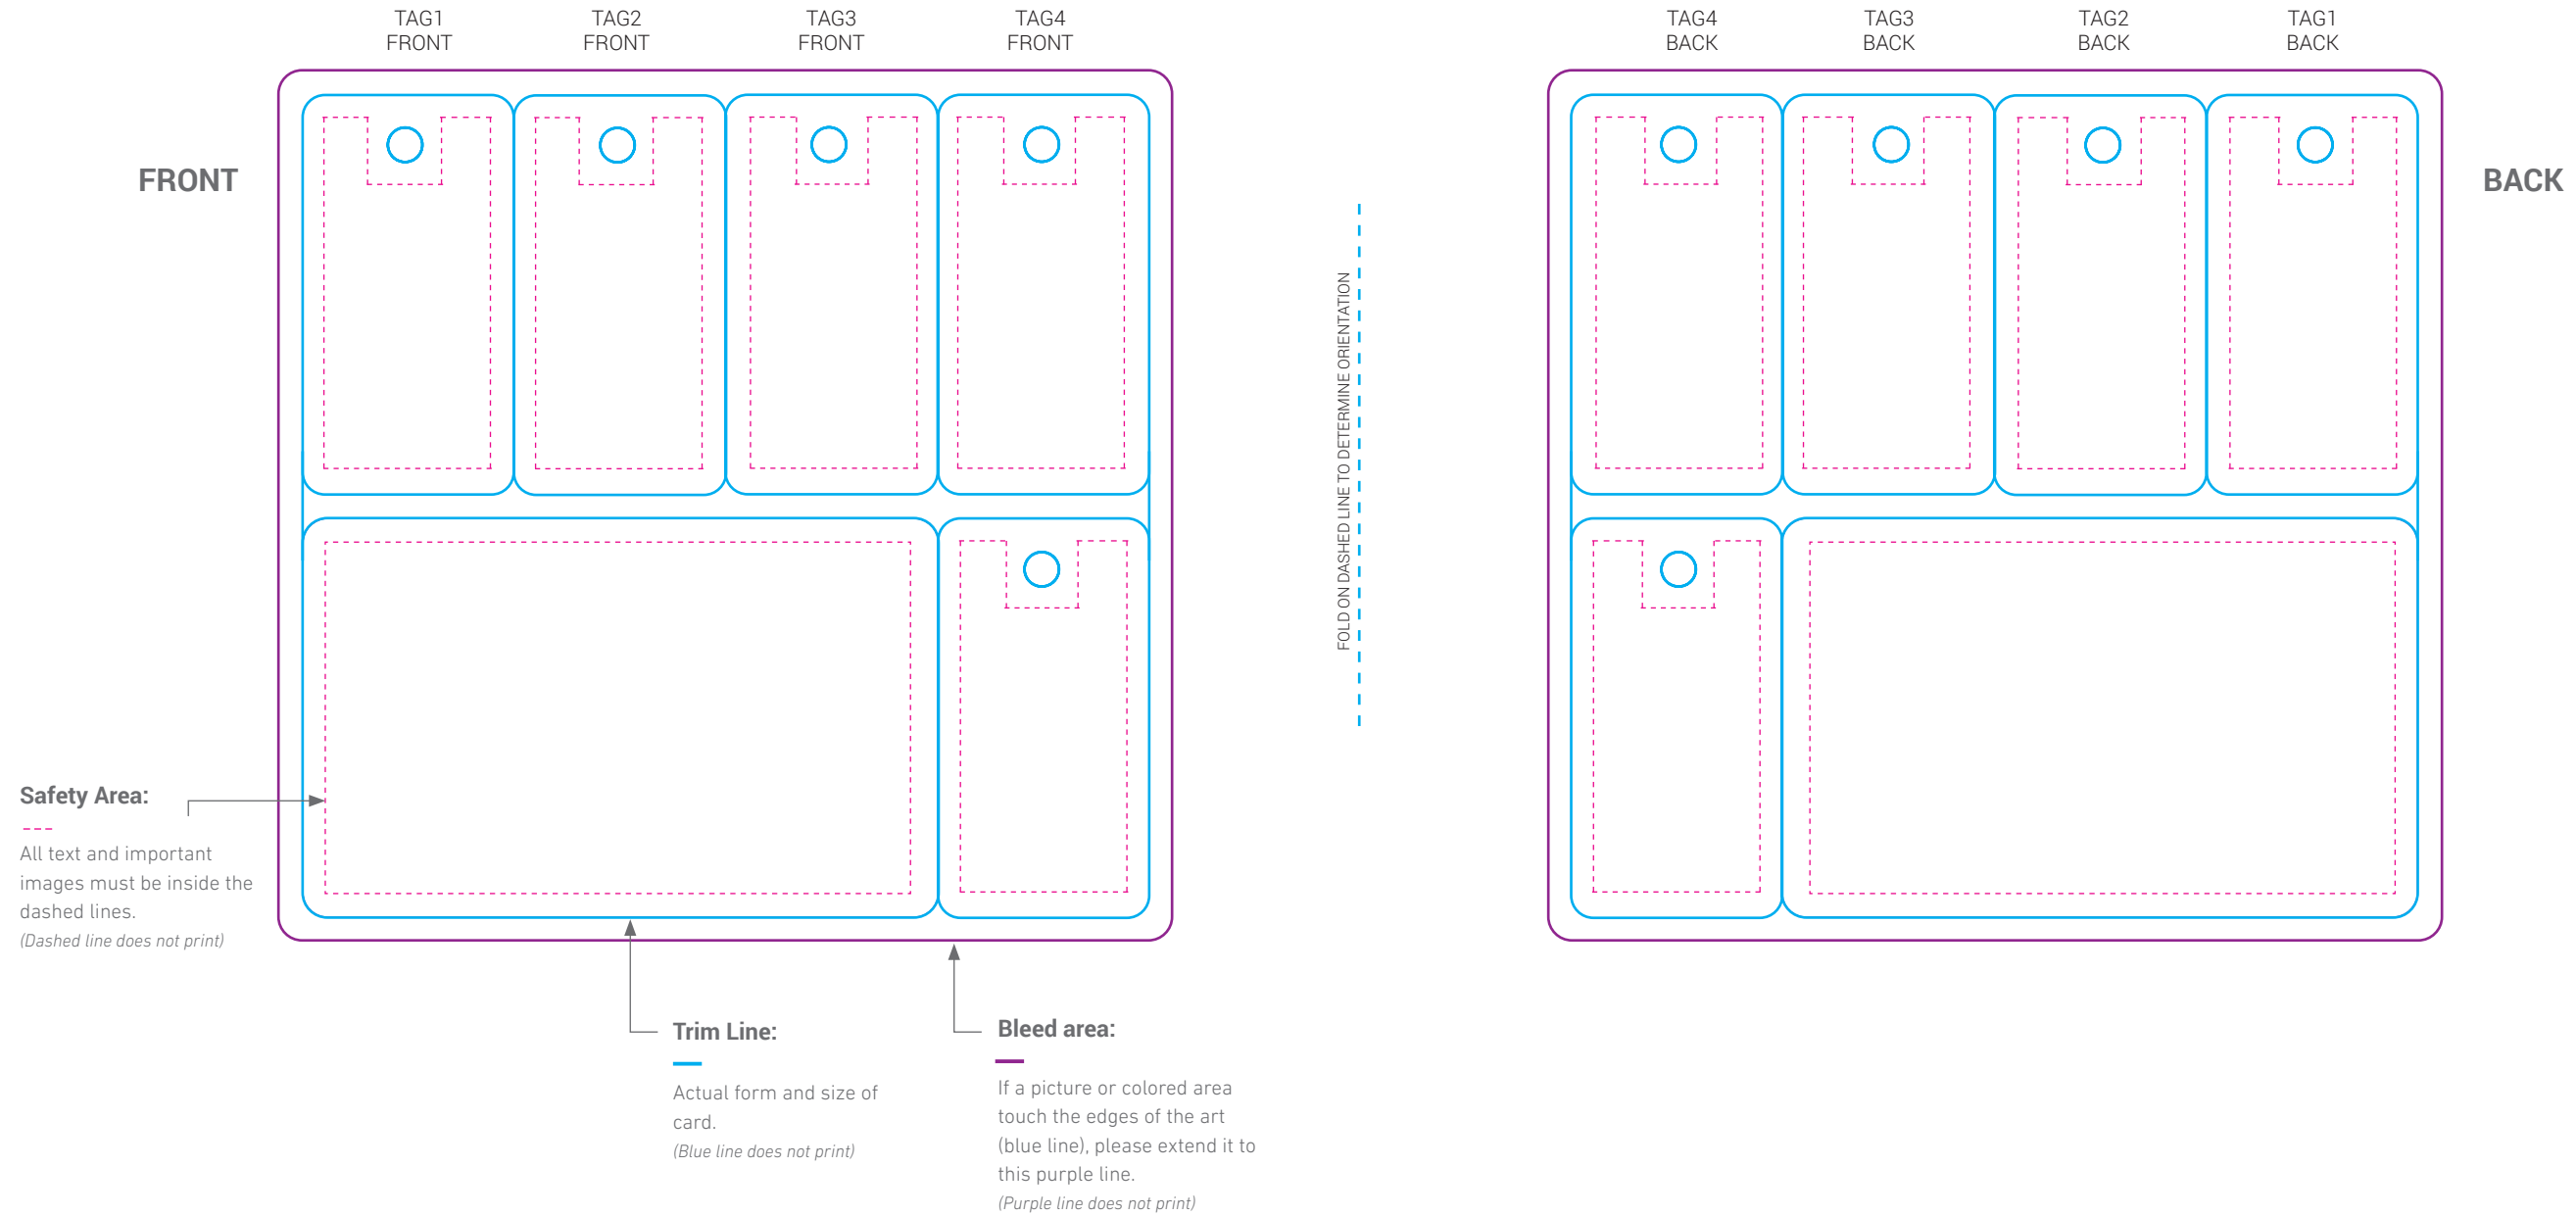 TAG1
FRONT
TAG2
FRONT
TAG3
FRONT
TAG4
FRONT
TAG4
BACK
TAG3
BACK
TAG2
BACK
TAG1
BACK
FRONT
BACK
FOLD ON DASHED LINE TO DETERMINE ORIENTATION
Safety Area:
All text and important
images must be inside the
dashed lines.
(Dashed line does not print)
Trim Line:
Actual form and size of
card.
(Blue line does not print)
Bleed area:
If a picture or colored area
touch the edges of the art
(blue line), please extend it to
this purple line.
(Purple line does not print)